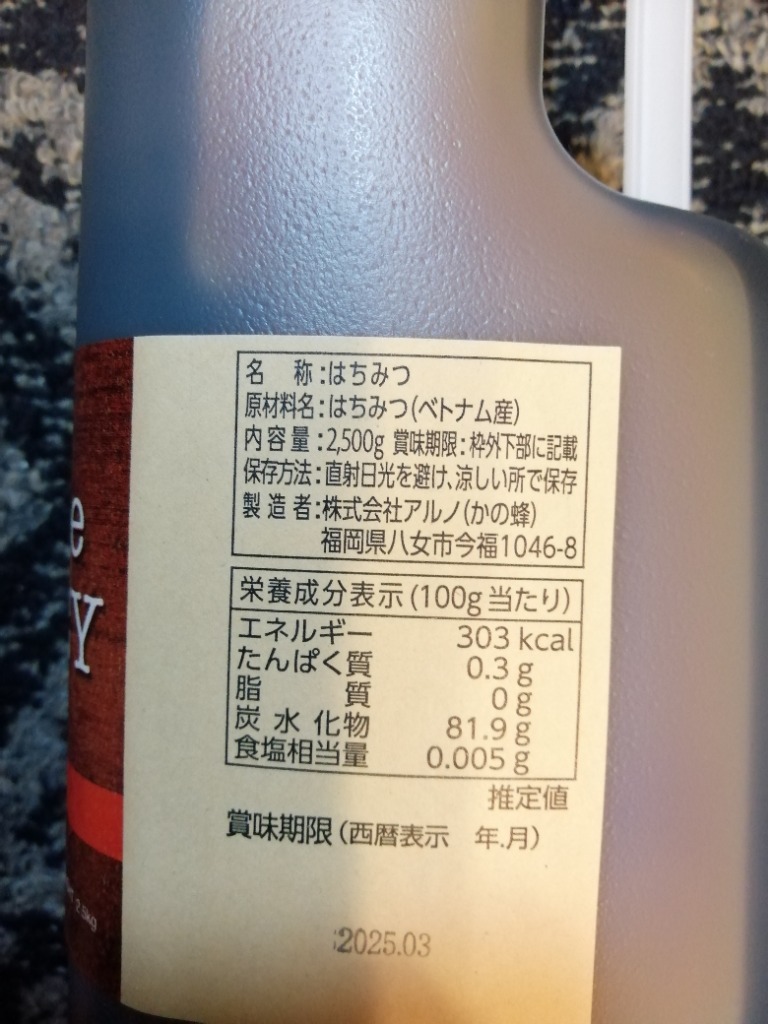 e
Y
2.5kg
名 称:はちみつ
原材料名:はちみつ(ベトナム産)
内容量:2,500g 賞味期限:枠外下部に記載
保存方法:直射日光を避け、涼しい所で保存
製造者:株式会社アルノ(かの蜂)
福岡県八女市今福1046-8
栄養成分表示(100g当たり)
エネルギー 303 kcal
たんぱく質 0.3 g
脂質 0 g
炭水化物 81.9 g
食塩相当量 0.005 g
推定値
賞味期限(西暦表示 年.月)
2025.03